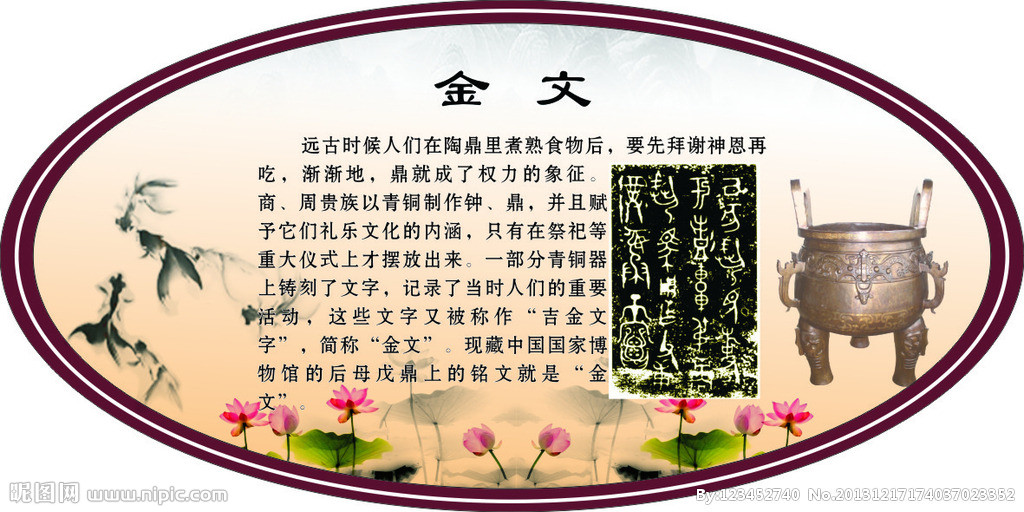 金 文
远古时候人们在陶鼎里煮熟食物后，要先拜谢神恩再
吃，渐渐地，鼎就成了权力的象征。
商、周贵族以青铜制作钟、鼎，并且赋
予它们礼乐文化的内涵，只有在祭祀等
重大仪式上才摆放出来。一部分青铜器
上铸刻了文字，记录了当时人们的重要
活动，这些文字又被称作“吉金文
字”，简称“金文”。现藏中国国家博
物馆的后母戊鼎上的铭文就是“金
文”。
昵图网 www.nipic.com
By:123452740 No.20131217174037023352